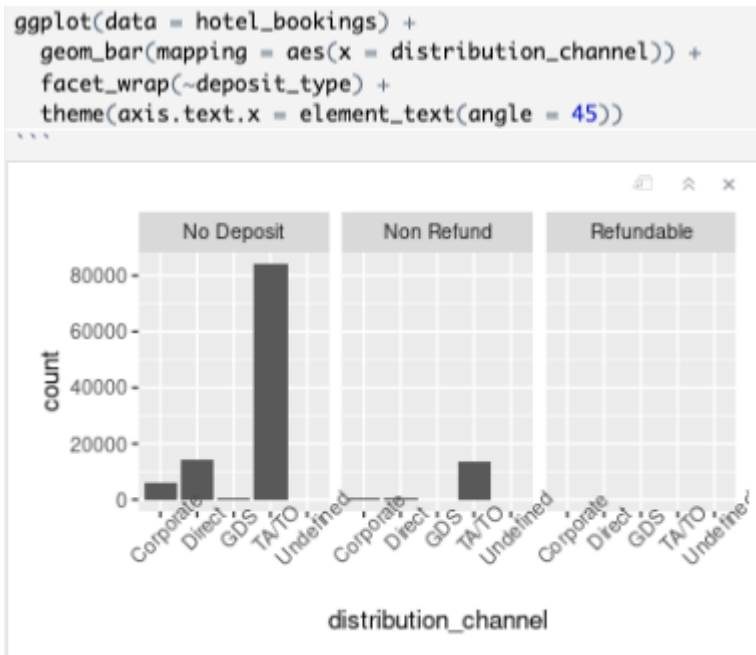 ggplot(data = hotel_bookings) +
  geom_bar(mapping = aes(x = distribution_channel)) +
  facet_wrap(~deposit_type) +
  theme(axis.text.x = element_text(angle = 45))
```
No Deposit Non Refund Refundable
80000
60000
40000
20000
0
count
Corporate Direct GDS TA/TO Undefined Corporate Direct GDS TA/TO Undefined Corporate Direct GDS TA/TO Undefined
distribution_channel